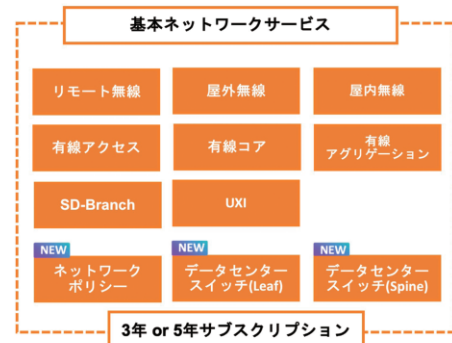 基本ネットワークサービス
リモート無線
屋外無線
屋内無線
有線アクセス
有線コア
有線
アグリゲーション
SD-Branch
UXI
NEW
ネットワーク
ポリシー
NEW
データセンター
スイッチ(Leaf)
NEW
データセンター
スイッチ(Spine)
3年 or 5年サブスクリプション